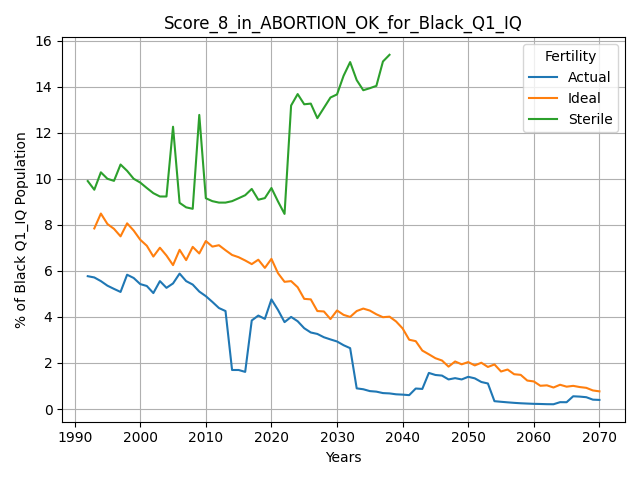 Score_8_in_ABORTION_OK_for_Black_Q1_IQ
% of Black Q1_IQ Population
16
14
12
10
8
6
4
2
0
Fertility
Actual
Ideal
Sterile
1990 2000 2010 2020 2030 2040 2050 2060 2070
Years